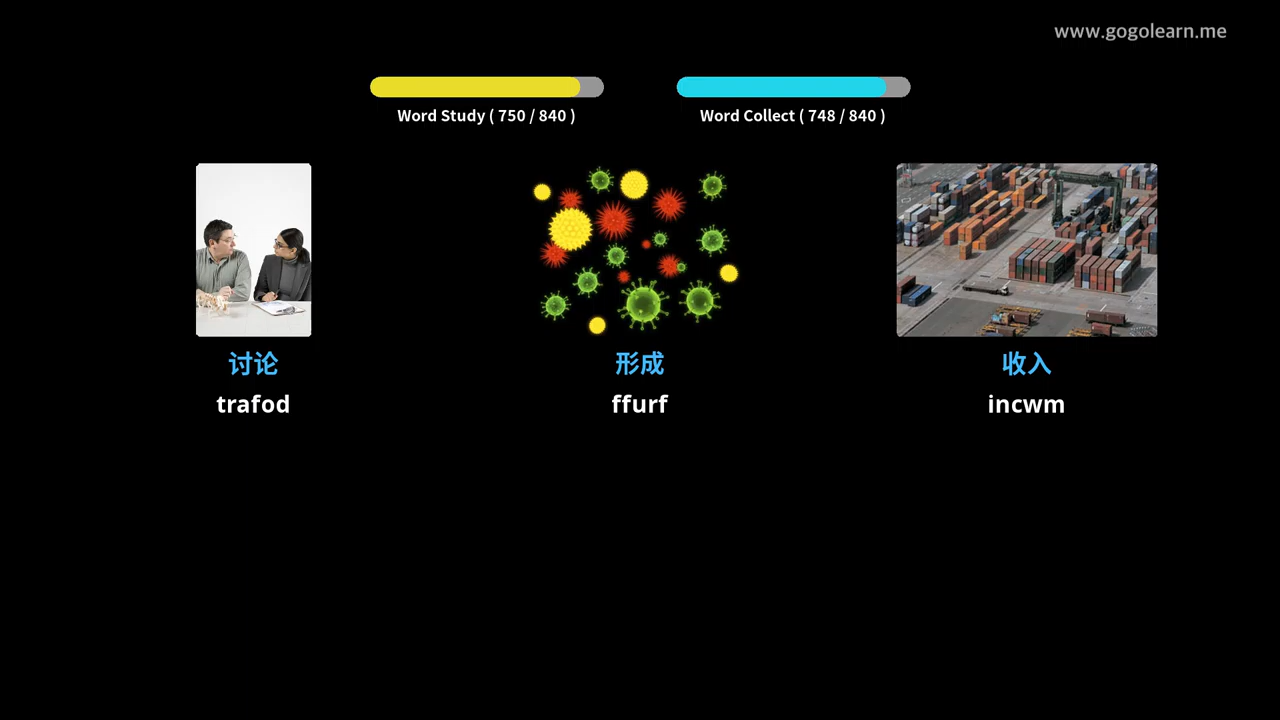 www.gogolearn.me
Word Study ( 750 / 840 )
Word Collect ( 748 / 840 )
讨论
形成
收入
trafod
ffurf
incwm